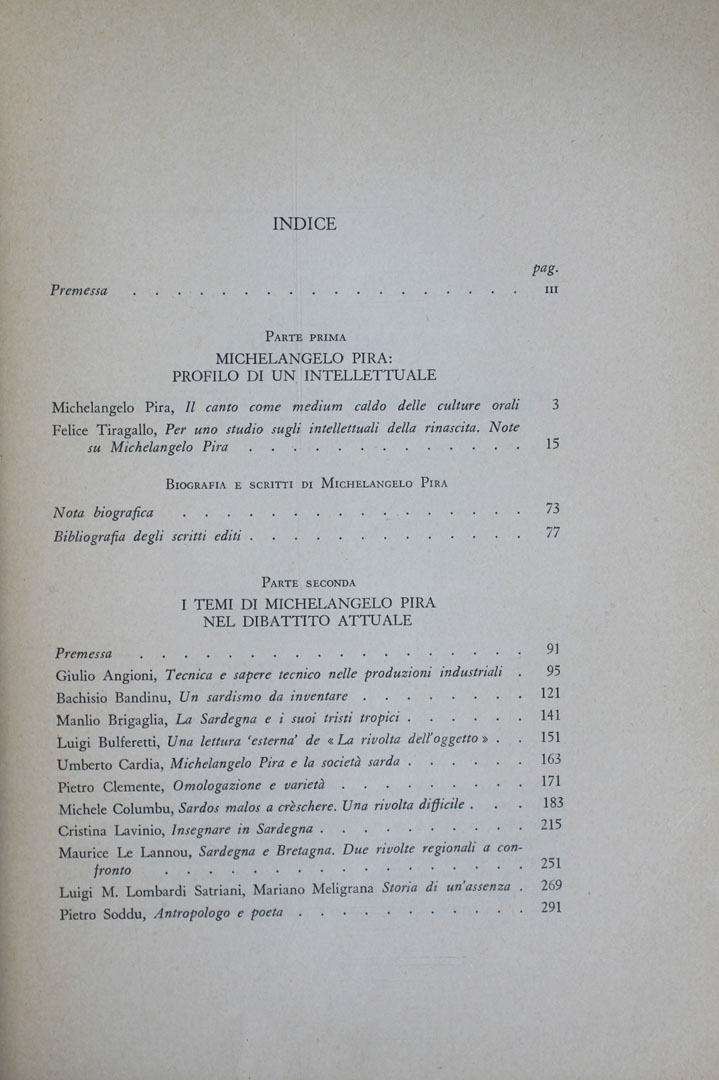 INDICE
pag.
Premessa . . . . . . . . . . . . . . . . . . III
PARTE PRIMA
MICHELANGELO PIRA:
PROFILO DI UN INTELLETTUALE
Michelangelo Pira, Il canto come medium caldo delle culture orali 3
Felice Tiragallo, Per uno studio sugli intellettuali della rinascita. Note
su Michelangelo Pira . . . . . . . . . . . . . 15
BIOGRAFIA E SCRITTI DI MICHELANGELO PIRA
Nota biografica . . . . . . . . . . . . . . . . 73
Bibliografia degli scritti editi . . . . . . . . . . . . . 77
PARTE SECONDA
I TEMI DI MICHELANGELO PIRA
NEL DIBATTITO ATTUALE
Premessa . . . . . . . . . . . . . . . . . . 91
Giulio Angioni, Tecnica e sapere tecnico nelle produzioni industriali . 95
Bachisio Bandinu, Un sardismo da inventare . . . . . . . . 121
Manlio Brigaglia, La Sardegna e i suoi tristi tropici . . . . . . 141
Luigi Bulferetti, Una lettura 'esterna' de « La rivolta dell'oggetto » . . 151
Umberto Cardia, Michelangelo Pira e la società sarda . . . . . . 163
Pietro Clemente, Omologazione e varietà . . . . . . . . . 171
Michele Columbu, Sardos malos a crèschere. Una rivolta difficile . . . 183
Cristina Lavinio, Insegnare in Sardegna . . . . . . . . . . 215
Maurice Le Lannou, Sardegna e Bretagna. Due rivolte regionali a con-
fronto . . . . . . . . . . . . . . . . . 251
Luigi M. Lombardi Satriani, Mariano Meligrana Storia di un'assenza . 269
Pietro Soddu, Antropologo e poeta . . . . . . . . . . . 291